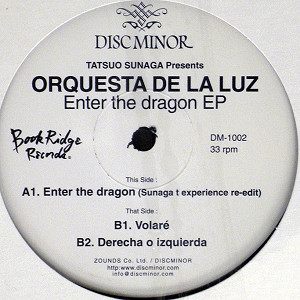 DISC MINOR
TATSUO SUNAGA Presents
ORQUESTA DE LA LUZ
Enter the dragon EP
Book Ridge
Records.
DM-1002
33 rpm
This Side :
A1. Enter the dragon (Sunaga t experience re-edit)
That Side :
B1. Volaré
B2. Derecha o izquierda
ZOUNDS Co. Ltd. / DISCMINOR
http:/www.discminor.com
info@discminor.com